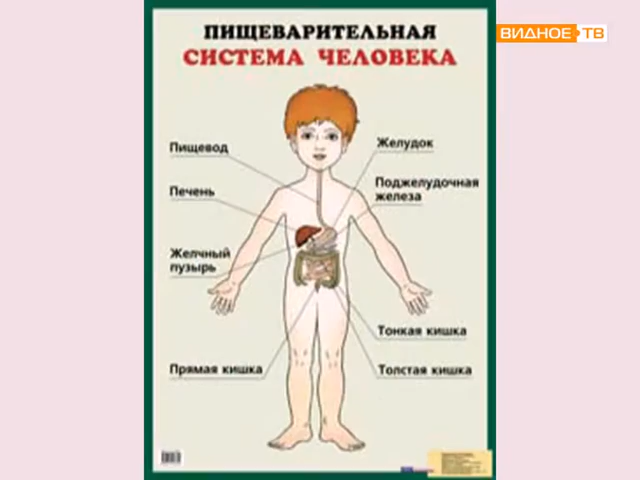 ВИДНОЕ ТВ
ПИЩЕВАРИТЕЛЬНАЯ
СИСТЕМА ЧЕЛОВЕКА
Пищевод
Желудок
Печень
Поджелудочная
железа
Желчный
пузырь
Тонкая кишка
Прямая кишка
Толстая кишка